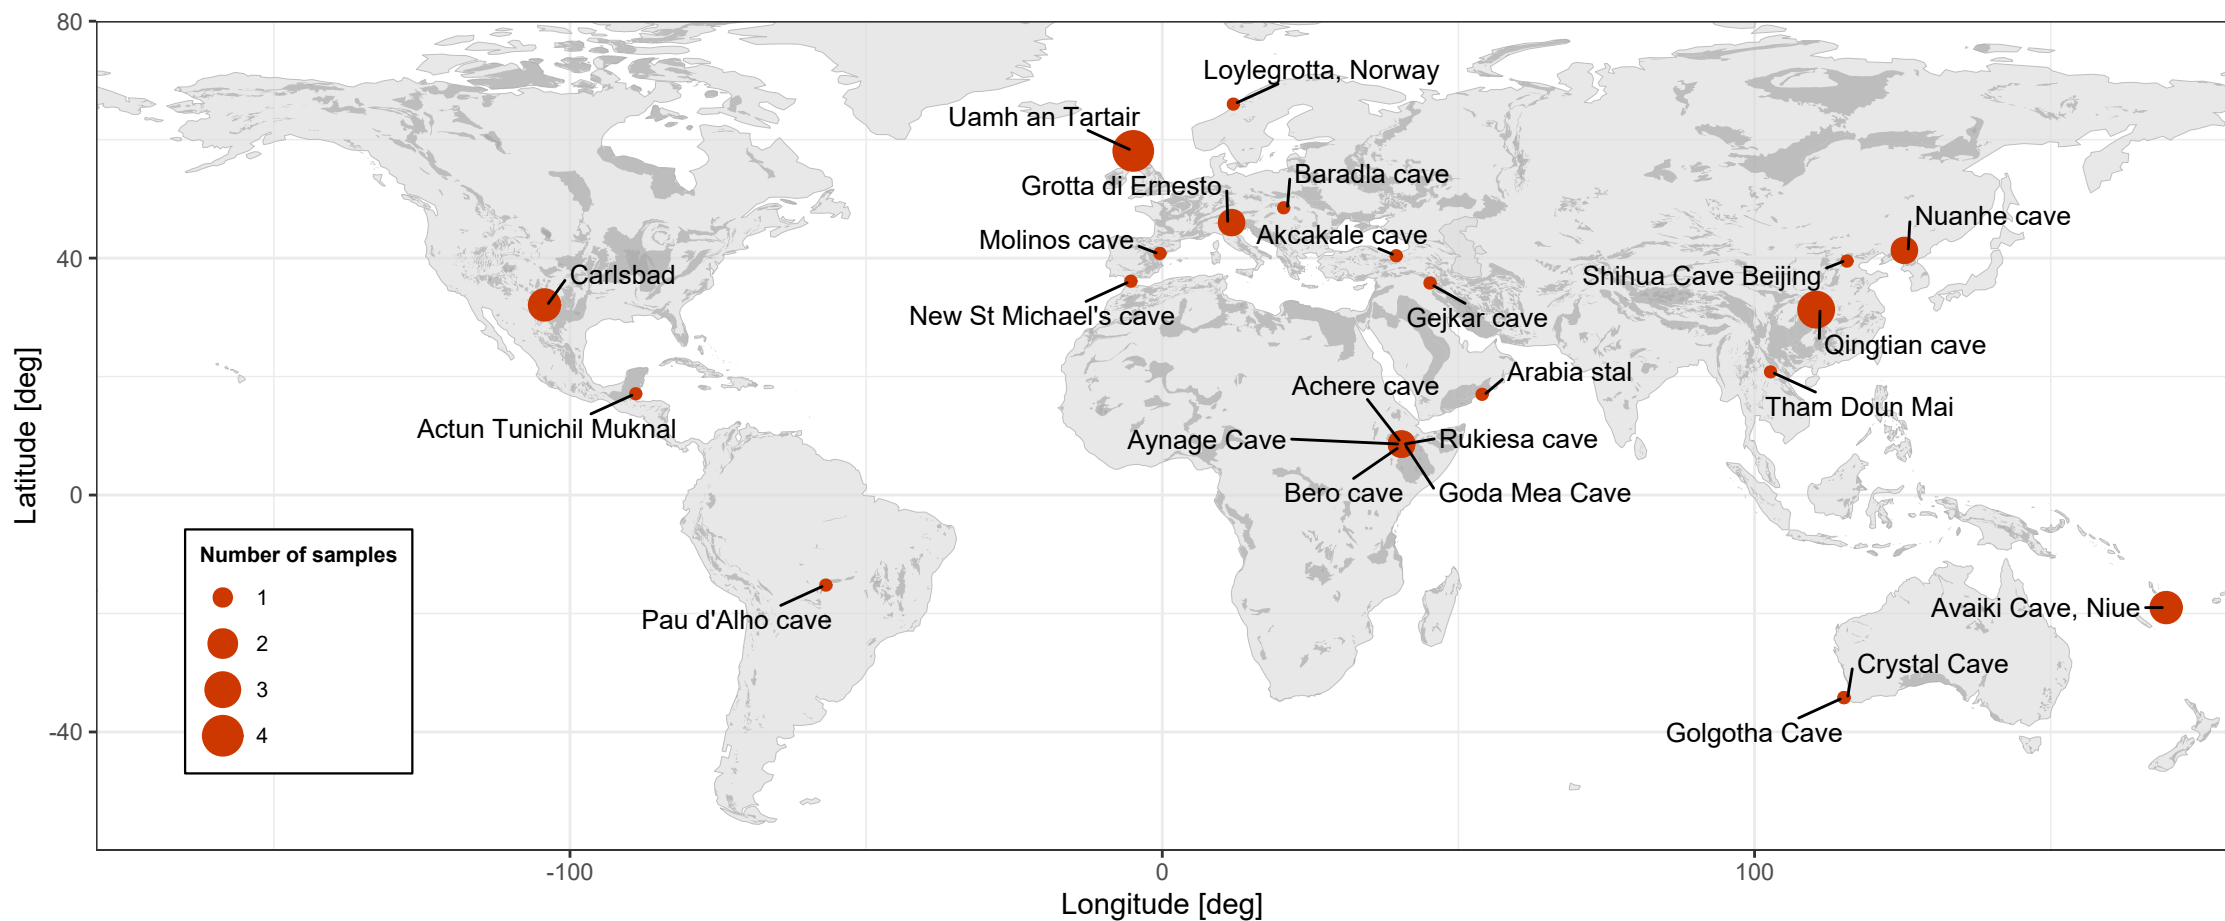 80
40
0
-40
Latitude [deg]
-100
0
100
Longitude [deg]
Loylegrotta, Norway
Uamh an Tartair
Baradla cave
Grotta di Ernesto
Nuanhe cave
Akcakale cave
Molinos cave
Carlsbad
Shihua Cave Beijing
New St Michael's cave
Gejkar cave
Qingtian cave
Arabia stal
Achere cave
Tham Doun Mai
Actun Tunichil Muknal
Aynage Cave
Rukiesa cave
Bero cave
Goda Mea Cave
Number of samples
1
2
3
4
Pau d'Alho cave
Avaiki Cave, Niue
Crystal Cave
Golgotha Cave